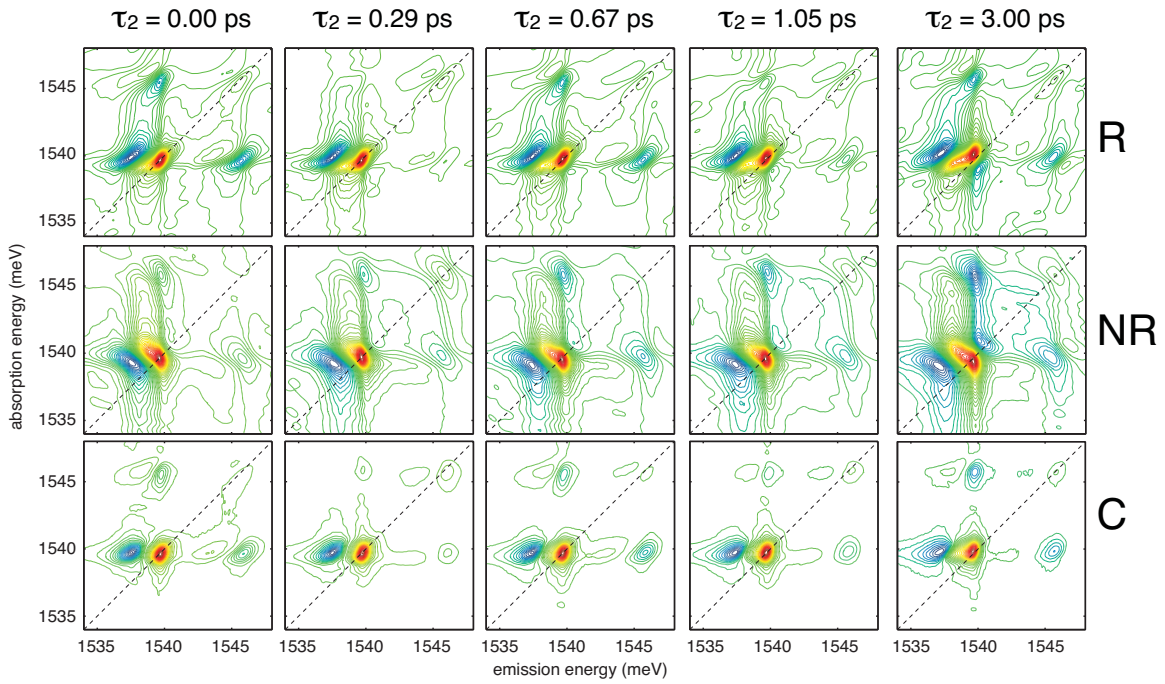 τ2 = 0.00 ps τ2 = 0.29 ps τ2 = 0.67 ps τ2 = 1.05 ps τ2 = 3.00 ps
1545
1540
1535
R
1545
1540
1535
NR
absorption energy (meV)
1545
1540
1535
C
1535 1540 1545 1535 1540 1545 1535 1540 1545 1535 1540 1545 1535 1540 1545
emission energy (meV)